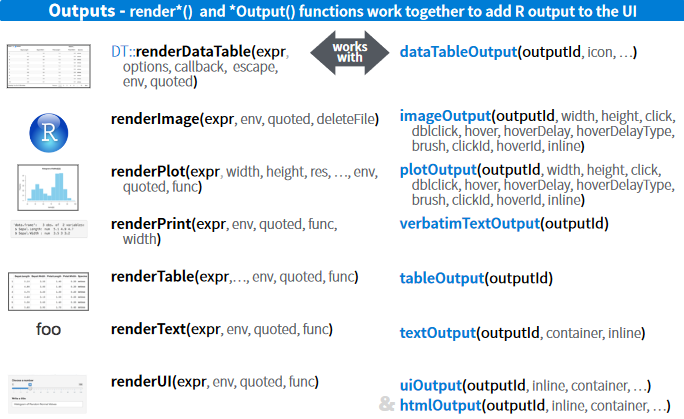 Outputs - render*() and *Output() functions work together to add R output to the UI
DT::renderDataTable(expr,
options, callback, escape,
env, quoted)
works
with
dataTableOutput(outputId, icon, …)
R
renderImage(expr, env, quoted, deleteFile)
imageOutput(outputId, width, height, click,
dblclick, hover, hoverDelay, hoverDelayType,
brush, clickId, hoverId, inline)
renderPlot(expr, width, height, res, …, env,
quoted, func)
plotOutput(outputId, width, height, click,
dblclick, hover, hoverDelay, hoverDelayType,
brush, clickId, hoverId, inline)
renderPrint(expr, env, quoted, func,
width)
verbatimTextOutput(outputId)
renderTable(expr,…, env, quoted, func)
tableOutput(outputId)
foo
renderText(expr, env, quoted, func)
textOutput(outputId, container, inline)
renderUI(expr, env, quoted, func)
uiOutput(outputId, inline, container, …)
& htmlOutput(outputId, inline, container, …)